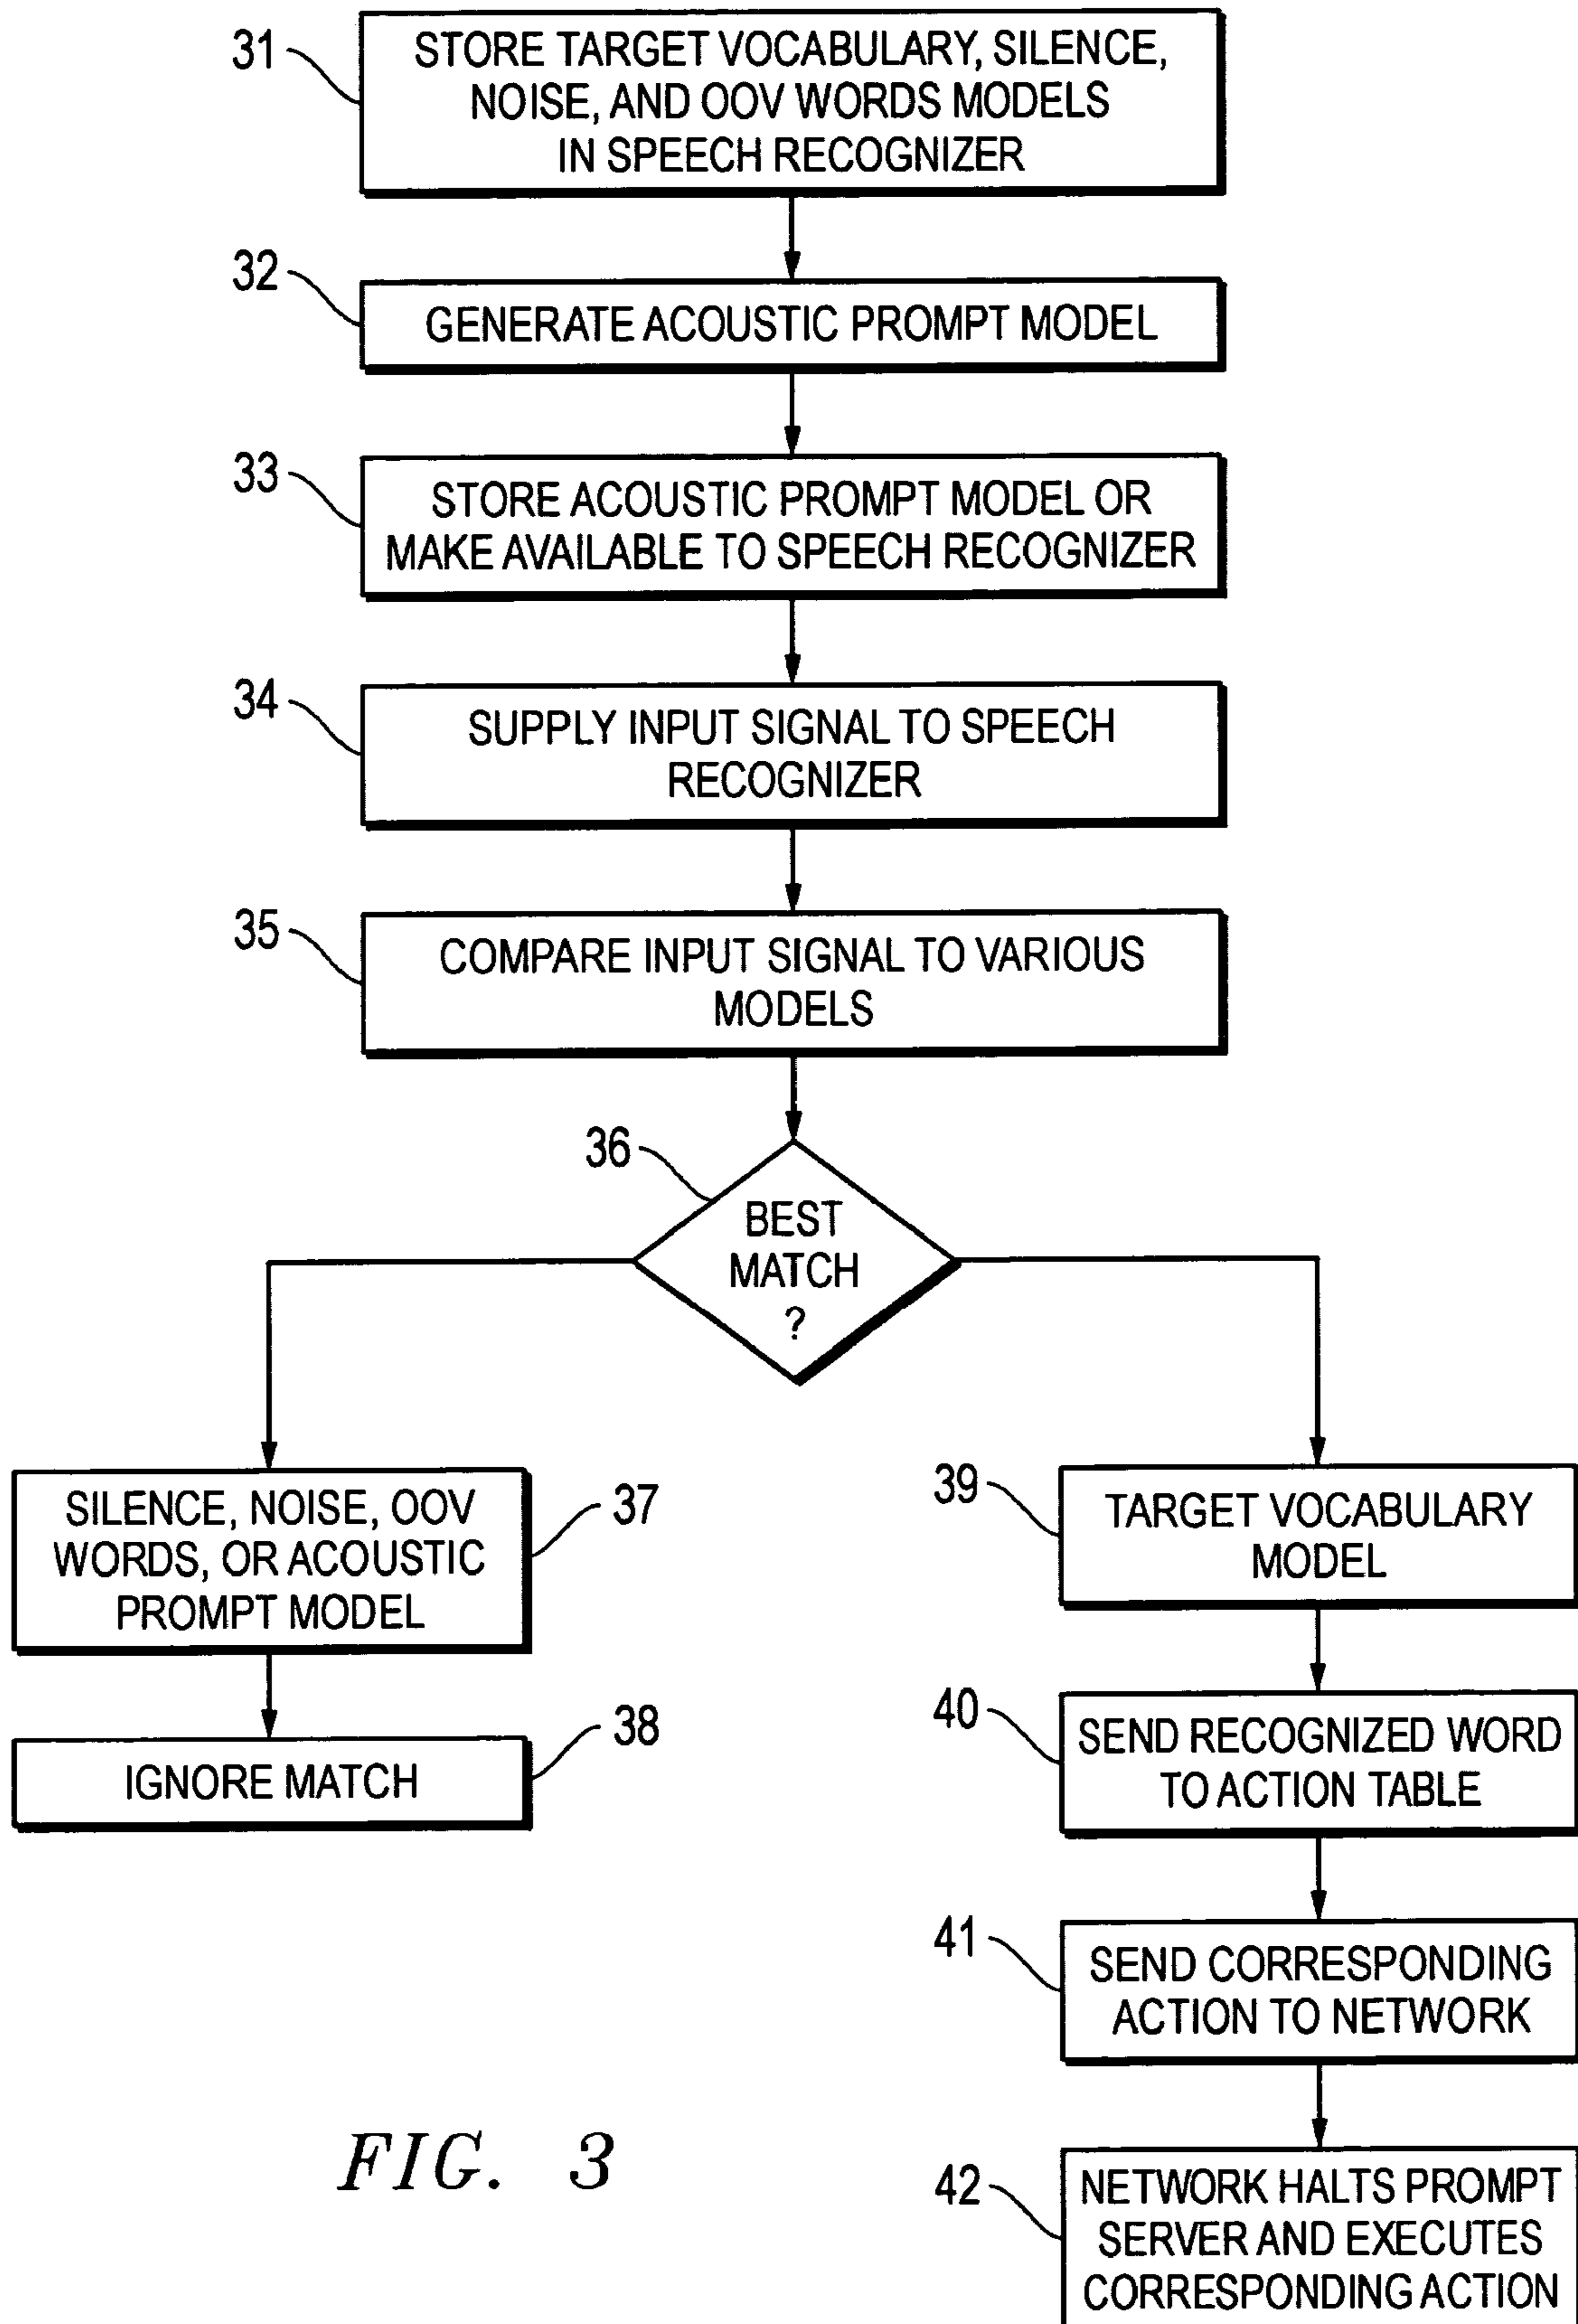 31
STORE TARGET VOCABULARY, SILENCE,
NOISE, AND OOV WORDS MODELS
IN SPEECH RECOGNIZER
32
GENERATE ACOUSTIC PROMPT MODEL
33
STORE ACOUSTIC PROMPT MODEL OR
MAKE AVAILABLE TO SPEECH RECOGNIZER
34
SUPPLY INPUT SIGNAL TO SPEECH
RECOGNIZER
35
COMPARE INPUT SIGNAL TO VARIOUS
MODELS
36
BEST
MATCH
?
SILENCE, NOISE, OOV
WORDS, OR ACOUSTIC
PROMPT MODEL
37
IGNORE MATCH
38
39
TARGET VOCABULARY
MODEL
40
SEND RECOGNIZED WORD
TO ACTION TABLE
41
SEND CORRESPONDING
ACTION TO NETWORK
42
NETWORK HALTS PROMPT
SERVER AND EXECUTES
CORRESPONDING ACTION
FIG. 3